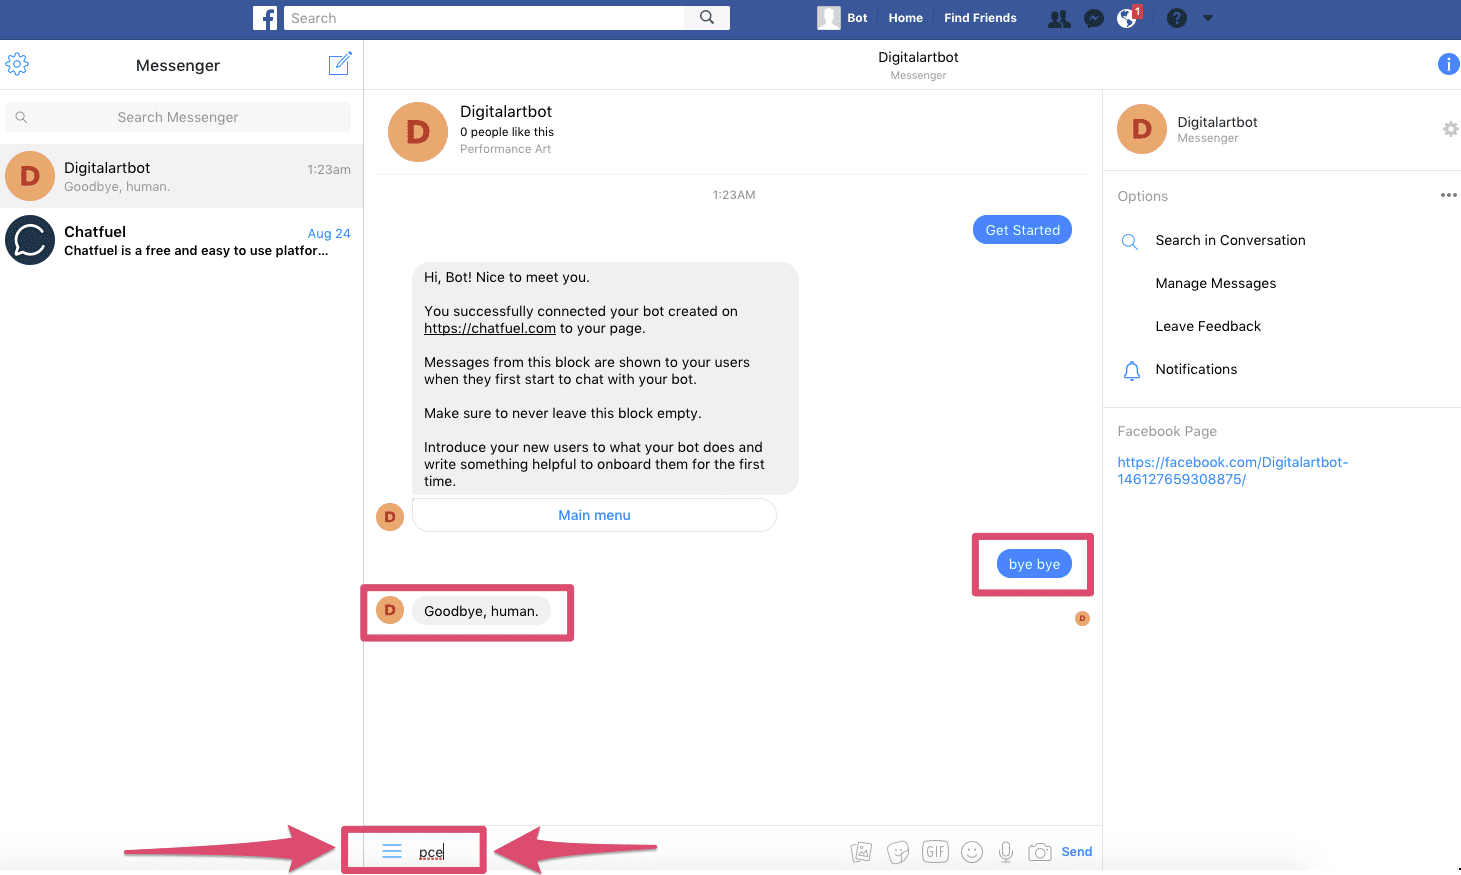 f
Search
Bot
Home
Find Friends
1
?
Messenger
Search Messenger
D
Digitalartbot
1:23am
Goodbye, human.
Chatfuel
Aug 24
Chatfuel is a free and easy to use platfor...
Digitalartbot
Messenger
i
D
Digitalartbot
0 people like this
Performance Art
1:23AM
Get Started
Hi, Bot! Nice to meet you.
You successfully connected your bot created on
https://chatfuel.com to your page.
Messages from this block are shown to your users
when they first start to chat with your bot.
Make sure to never leave this block empty.
Introduce your new users to what your bot does and
write something helpful to onboard them for the first
time.
D
Main menu
bye bye
D
Goodbye, human.
D
pce
GIF
Send
D
Digitalartbot
Messenger
Options
Search in Conversation
Manage Messages
Leave Feedback
Notifications
Facebook Page
https://facebook.com/Digitalartbot-
146127659308875/